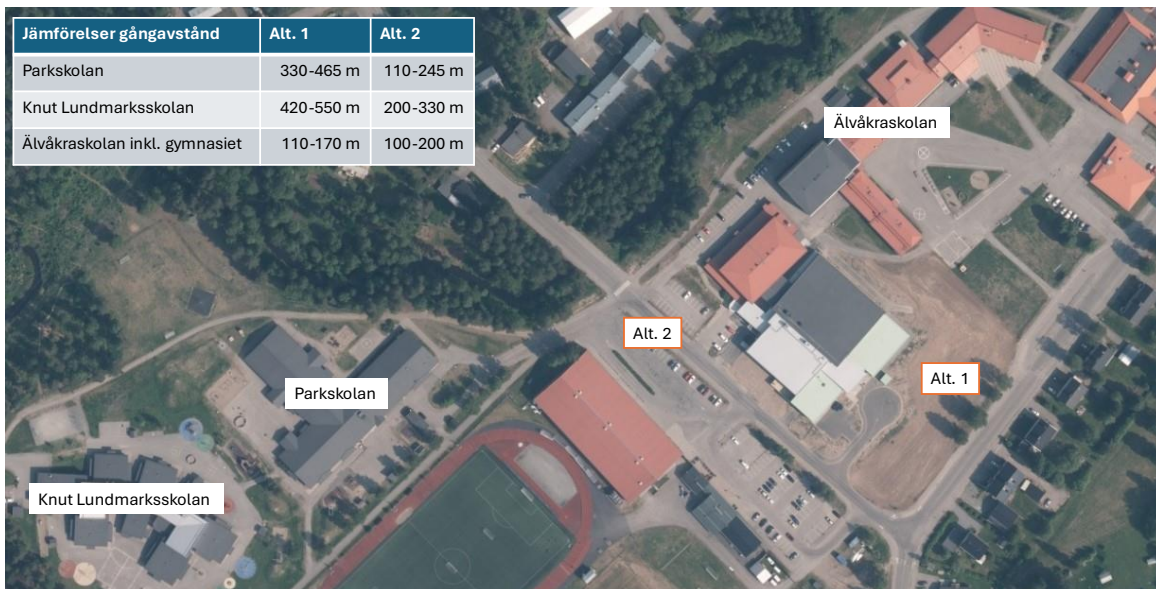 Jämförelser gångavstånd Alt. 1 Alt. 2
Parkskolan 330-465 m 110-245 m
Knut Lundmarksskolan 420-550 m 200-330 m
Älvåkraskolan inkl. gymnasiet 110-170 m 100-200 m
Älvåkraskolan
Alt. 2
Alt. 1
Parkskolan
Knut Lundmarksskolan